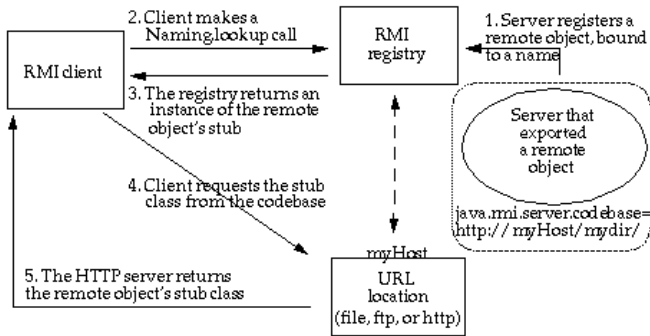 2. Client makes a
Naming.lookup call
1. Server registers a
remote object, bound
to a name
RMI client
RMI
registry
3. The registry returns an
instance of the remote
object's stub
Server that
exported
a remote
object
4. Client requests the stub
class from the codebase
java.rmi.server.codebase=
http://myHost/mydir/
myHost
5. The HTTP server returns
the remote object's stub class
URL
location
(file, ftp, or http)